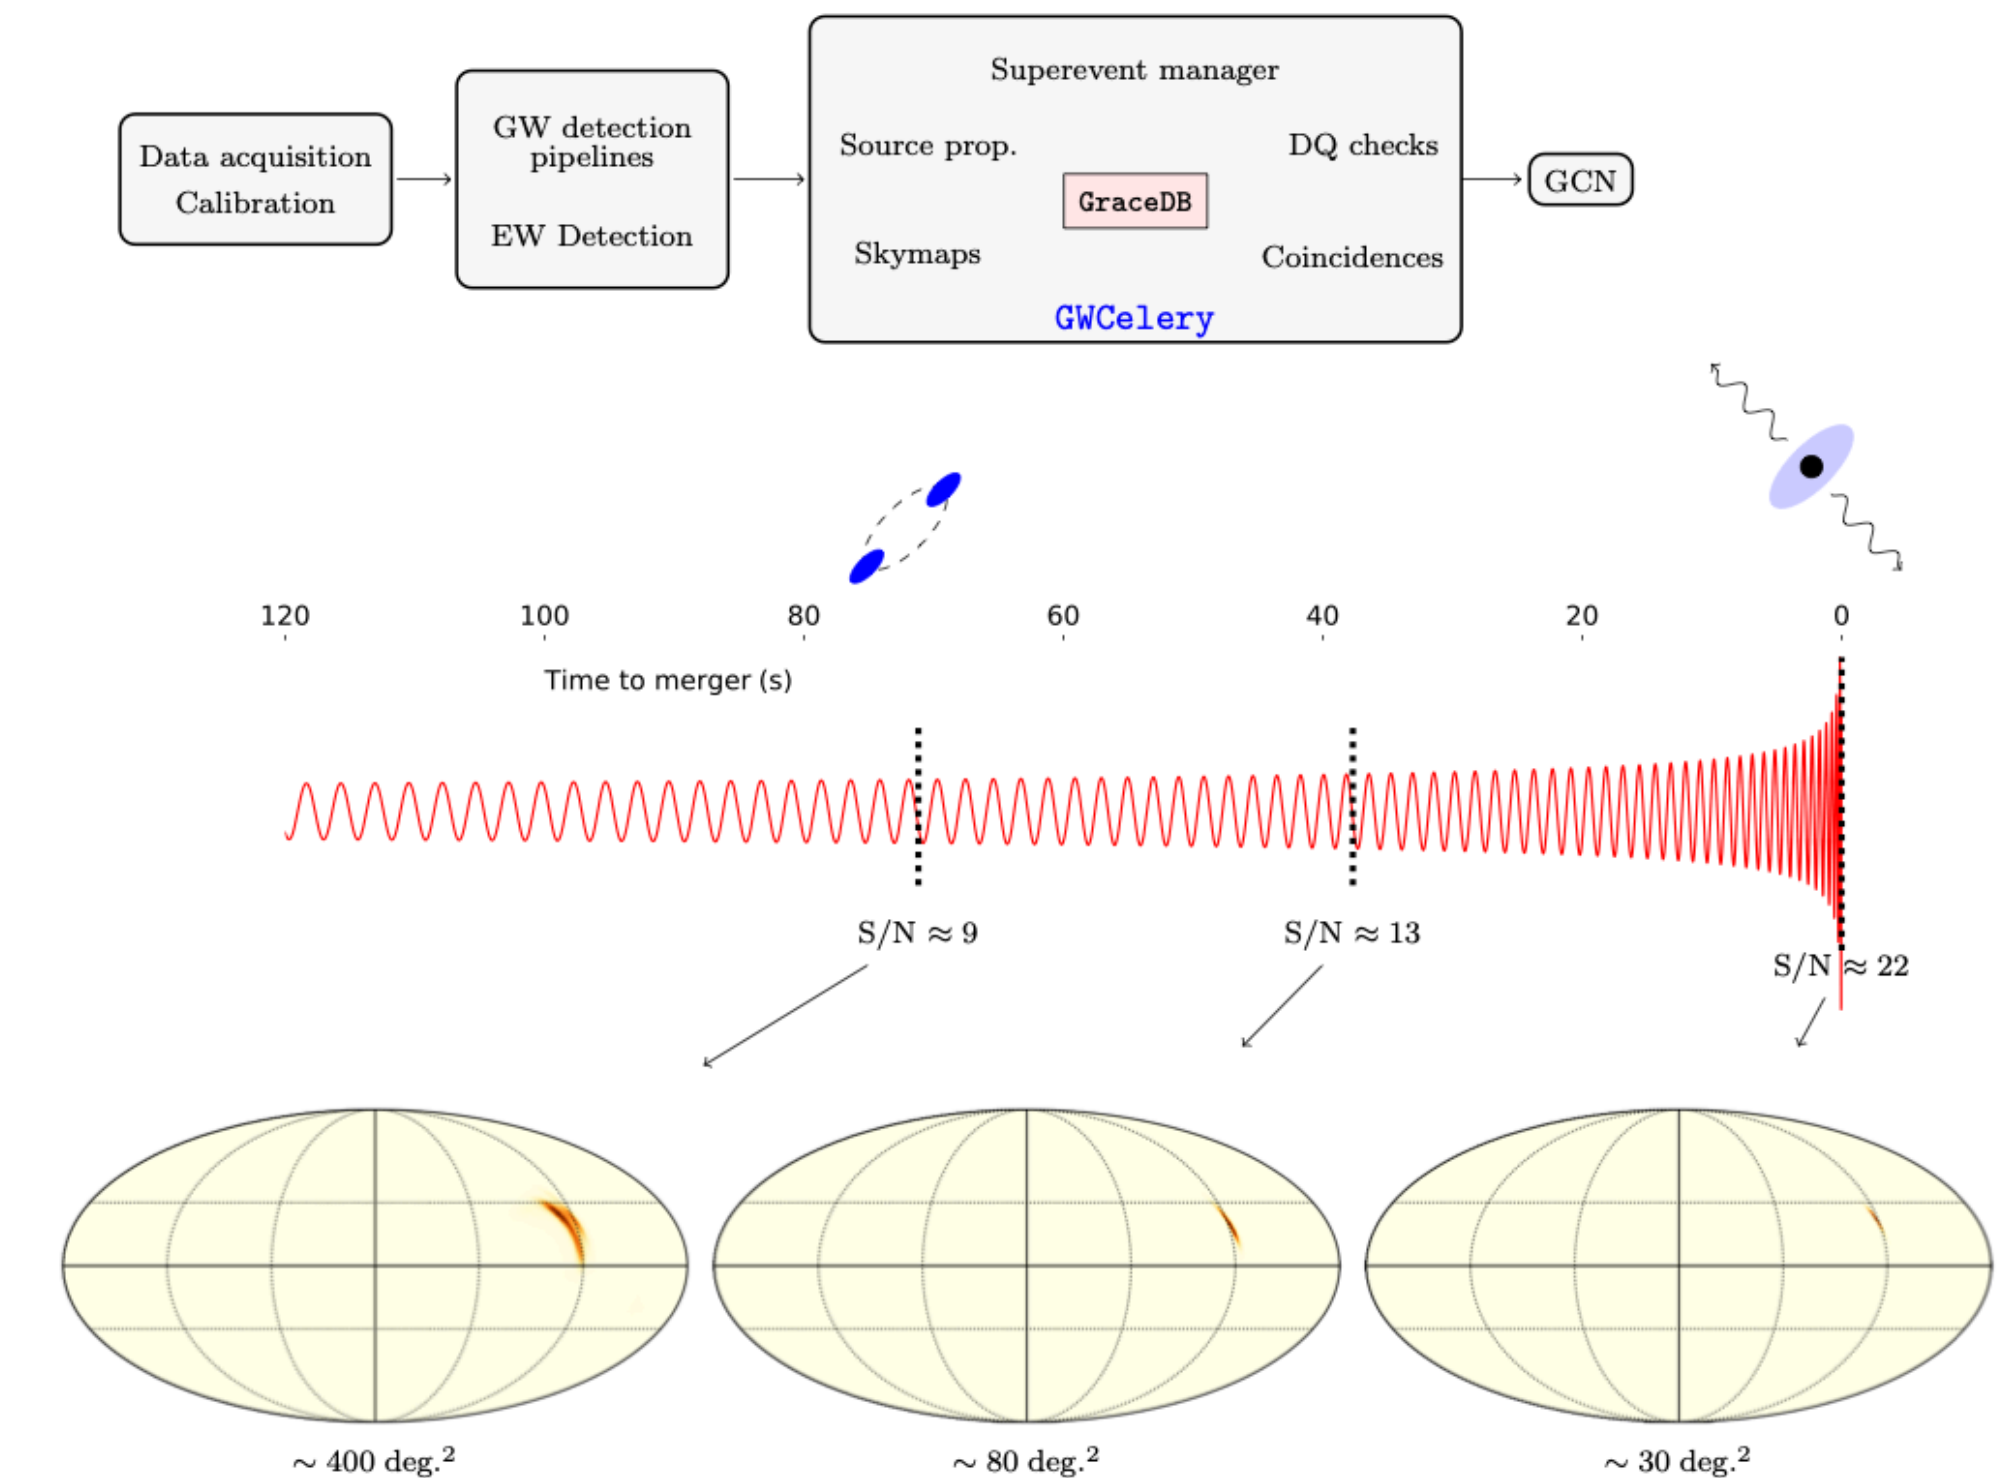 Data acquisition
Calibration
GW detection
pipelines
EW Detection
Superevent manager
Source prop.
DQ checks
GraceDB
Skymaps
Coincidences
GWCelery
GCN
120 100 80 60 40 20 0
Time to merger (s)
S/N ≈ 9
S/N ≈ 13
S/N ≈ 22
~ 400 deg.²
~ 80 deg.²
~ 30 deg.²